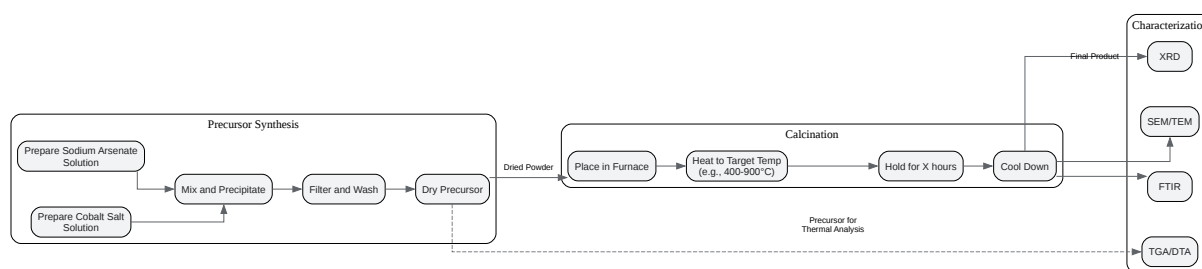 Precursor Synthesis
Prepare Sodium Arsenate
Solution
Prepare Cobalt Salt
Solution
Mix and Precipitate
Filter and Wash
Dry Precursor
Dried Powder
Calcination
Place in Furnace
Heat to Target Temp
(e.g., 400-900°C)
Hold for X hours
Cool Down
Precursor for
Thermal Analysis
Final Product
Characterizatio
XRD
SEM/TEM
FTIR
TGA/DTA